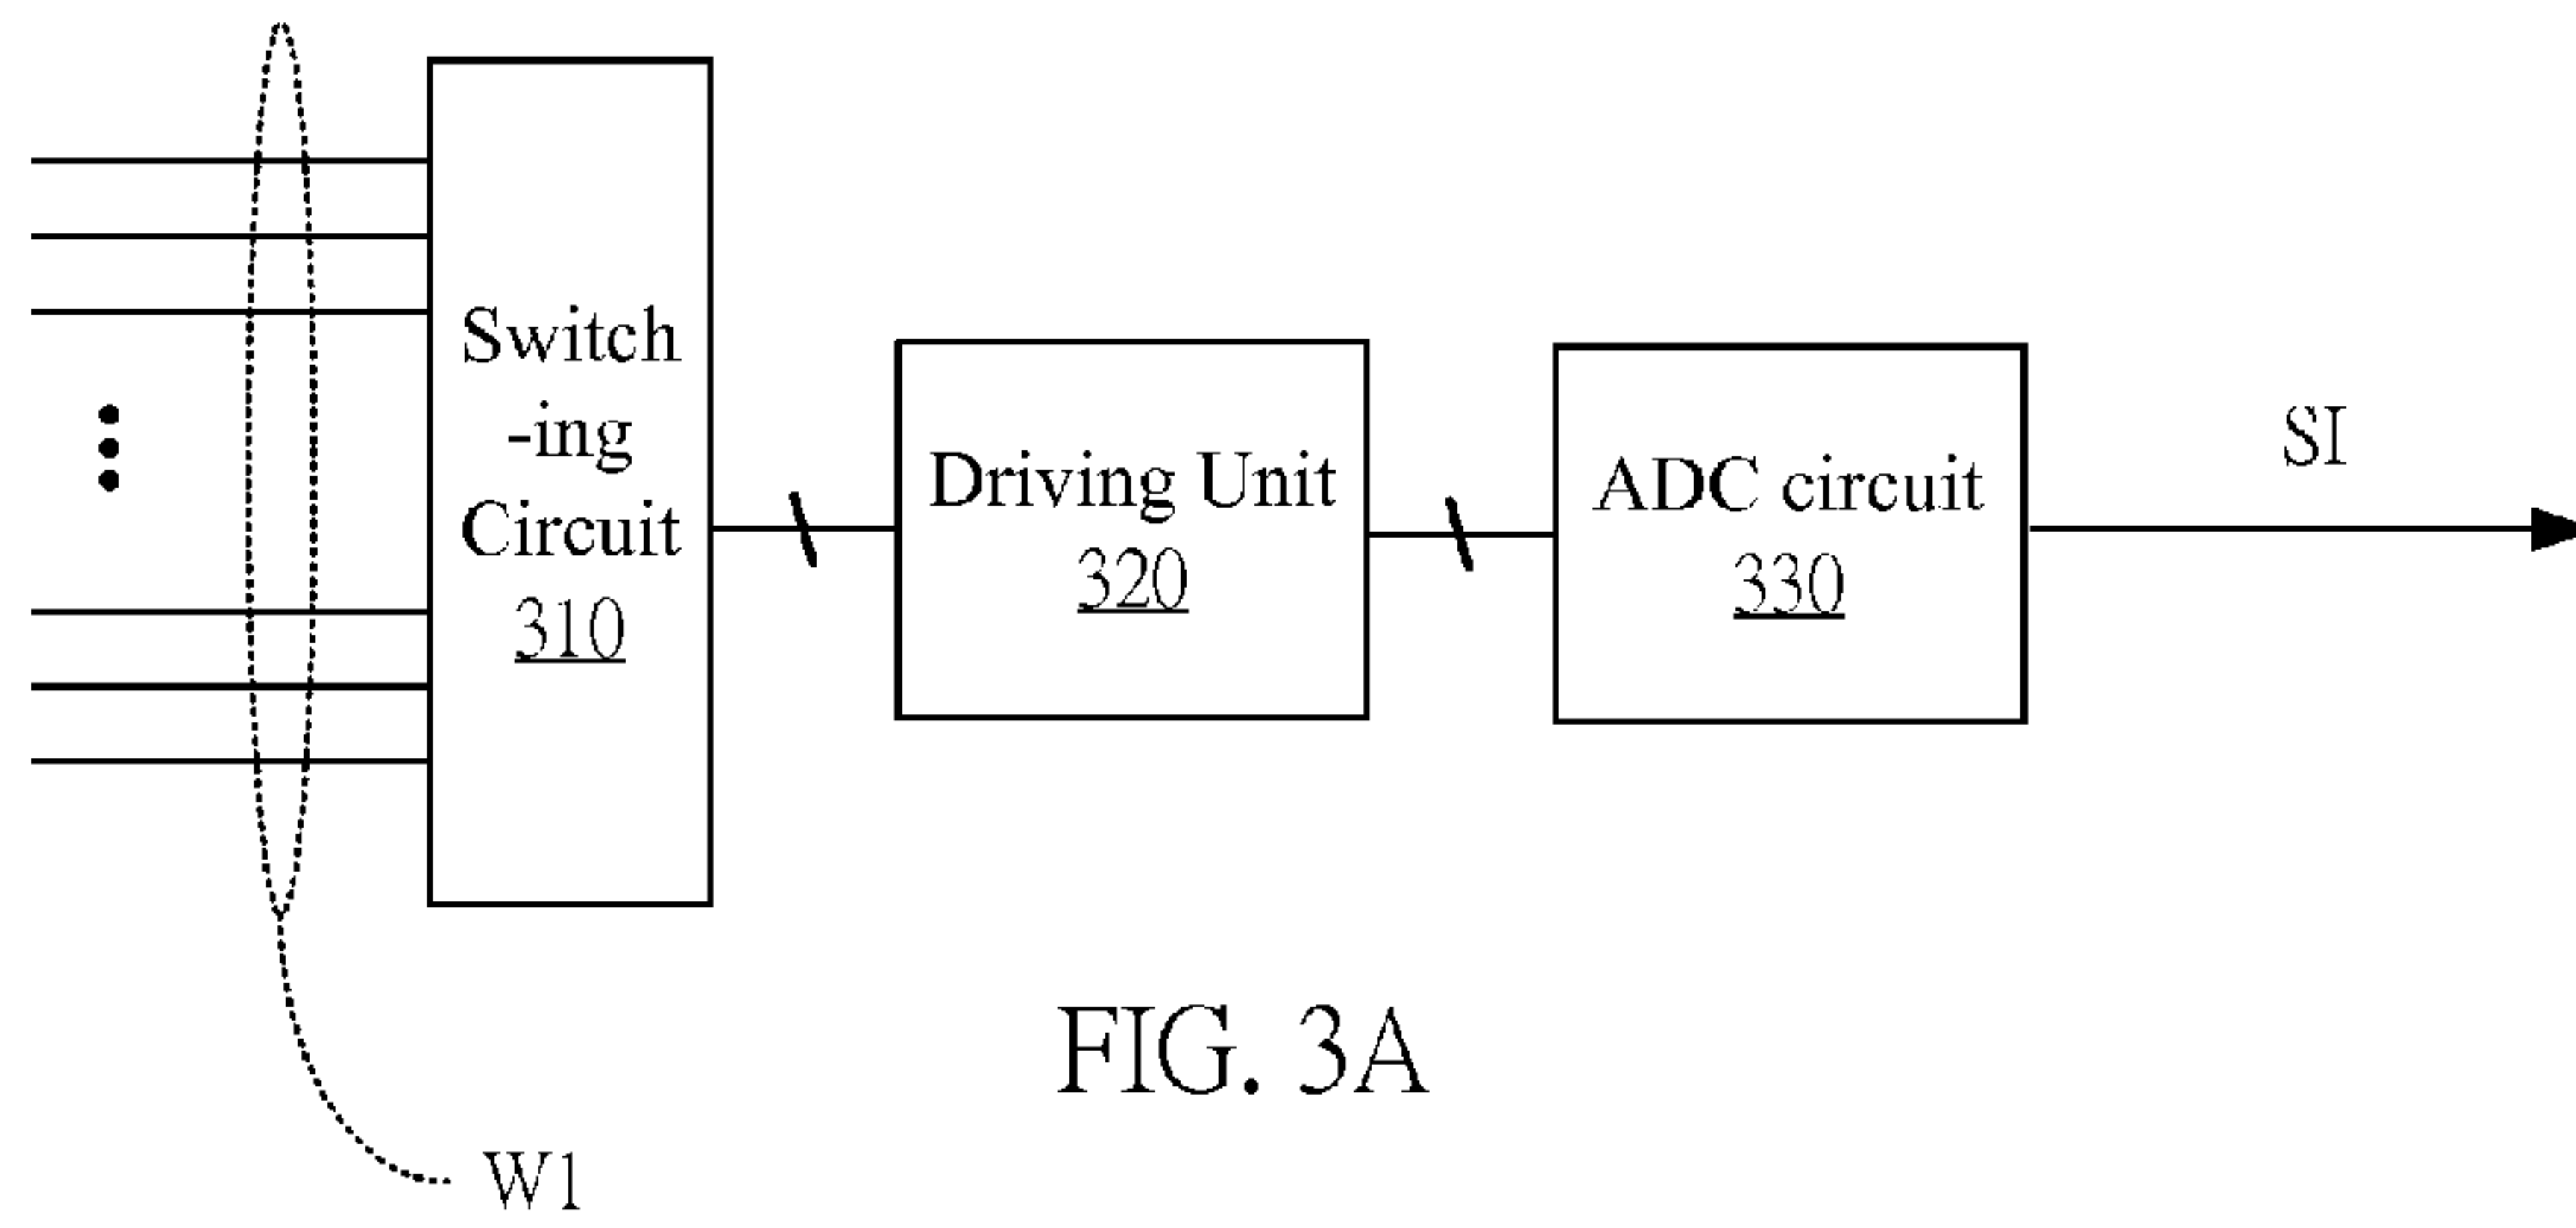 Switch
-ing
Circuit
310
Driving Unit
320
ADC circuit
330
SI
FIG. 3A
W1